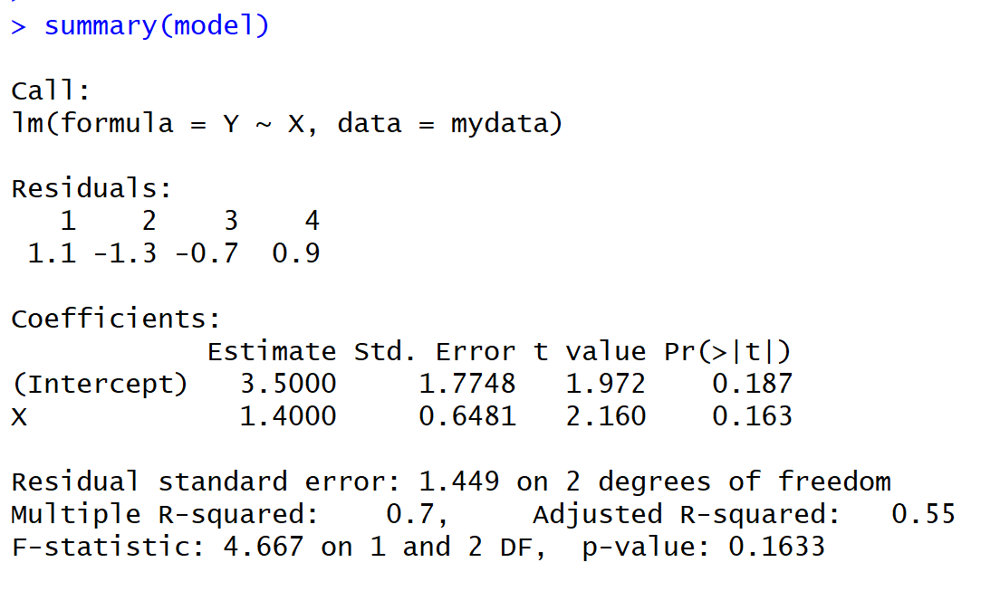 > summary(model)
Call:
lm(formula = Y ~ X, data = mydata)
Residuals:
   1    2    3    4
 1.1 -1.3 -0.7  0.9
Coefficients:
            Estimate Std. Error t value Pr(>|t|)
(Intercept)   3.5000     1.7748   1.972    0.187
X             1.4000     0.6481   2.160    0.163
Residual standard error: 1.449 on 2 degrees of freedom
Multiple R-squared:    0.7,     Adjusted R-squared:   0.55
F-statistic: 4.667 on 1 and 2 DF,  p-value: 0.1633